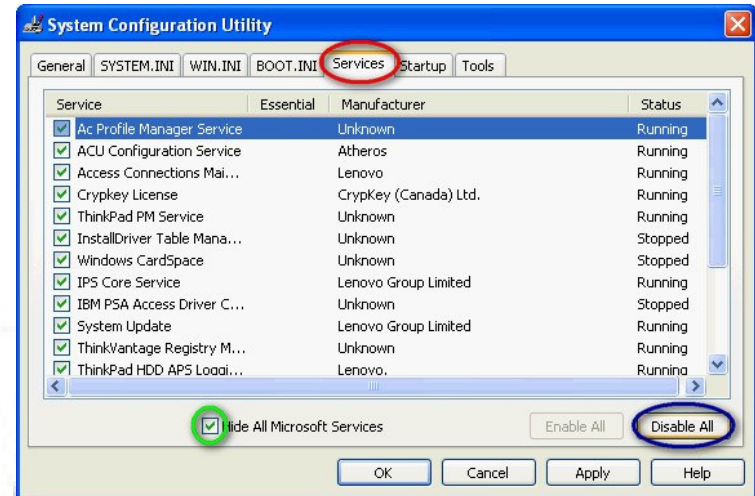 System Configuration Utility
General SYSTEM.INI WIN.INI BOOT.INI Services Startup Tools
Service Essential Manufacturer Status
Ac Profile Manager Service Unknown Running
ACU Configuration Service Atheros Running
Access Connections Mai... Lenovo Running
Crypkey License CrypKey (Canada) Ltd. Running
ThinkPad PM Service Unknown Running
InstallDriver Table Mana... Unknown Stopped
Windows CardSpace Unknown Stopped
IPS Core Service Lenovo Group Limited Running
IBM PSA Access Driver C... Unknown Stopped
System Update Lenovo Group Limited Running
ThinkVantage Registry M... Unknown Running
ThinkPad HDD APS Loggi... Lenovo. Running
Hide All Microsoft Services Enable All Disable All
OK Cancel Apply Help